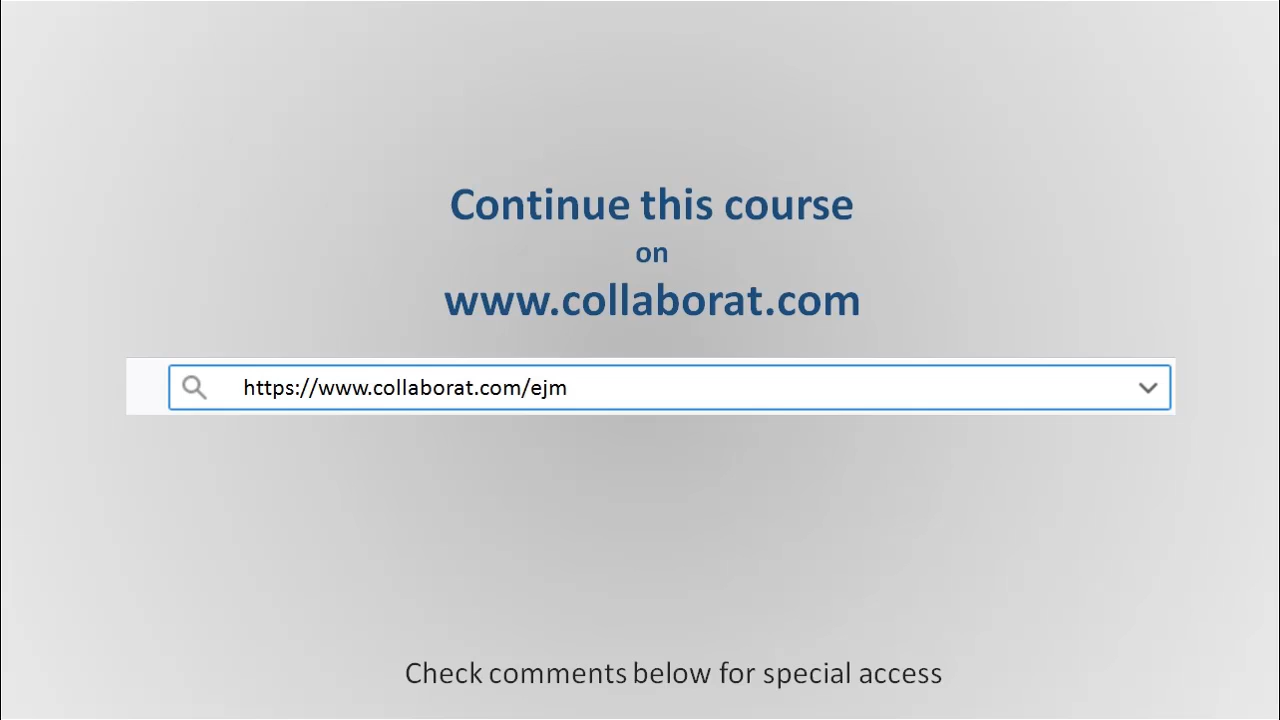 Continue this course
on
www.collaborat.com
https://www.collaborat.com/ejm
Check comments below for special access